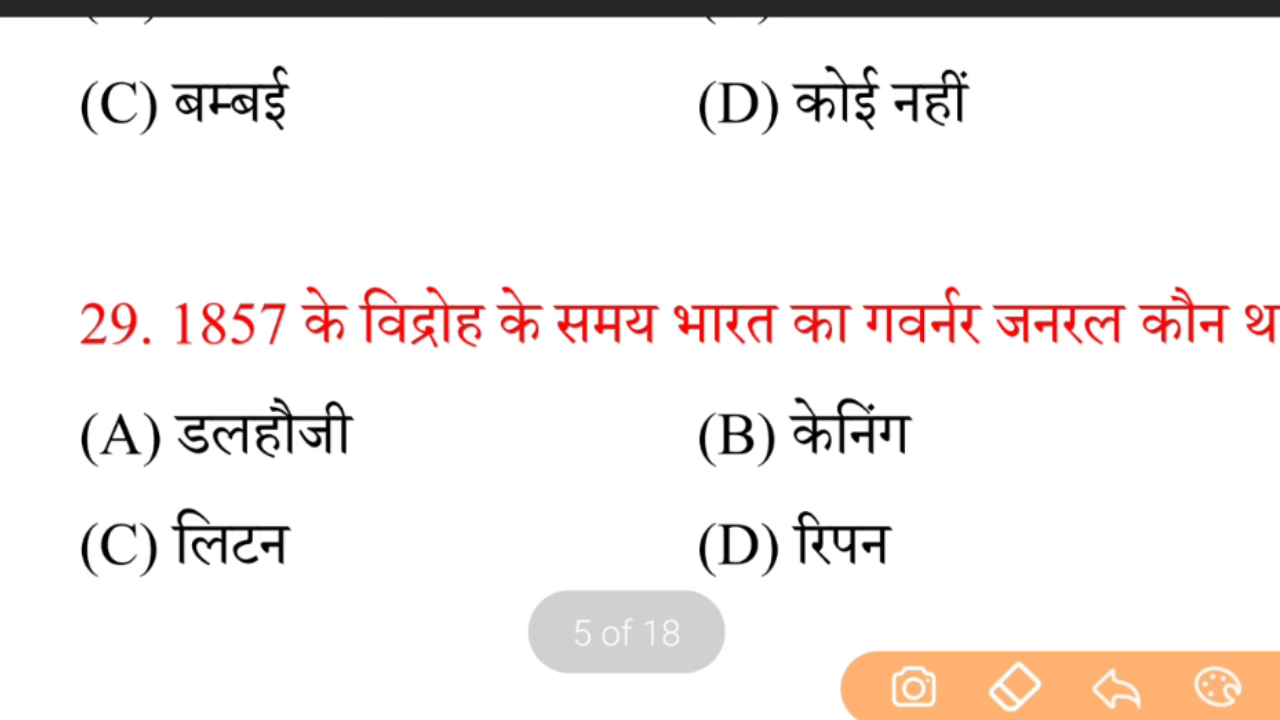 (C) बम्बई (D) कोई नहीं
29. 1857 के विद्रोह के समय भारत का गवर्नर जनरल कौन
(A) डलहौजी (B) केनिंग
(C) लिटन (D) रिपन
5 of 18